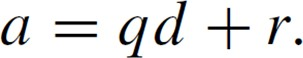 a = qd + r.